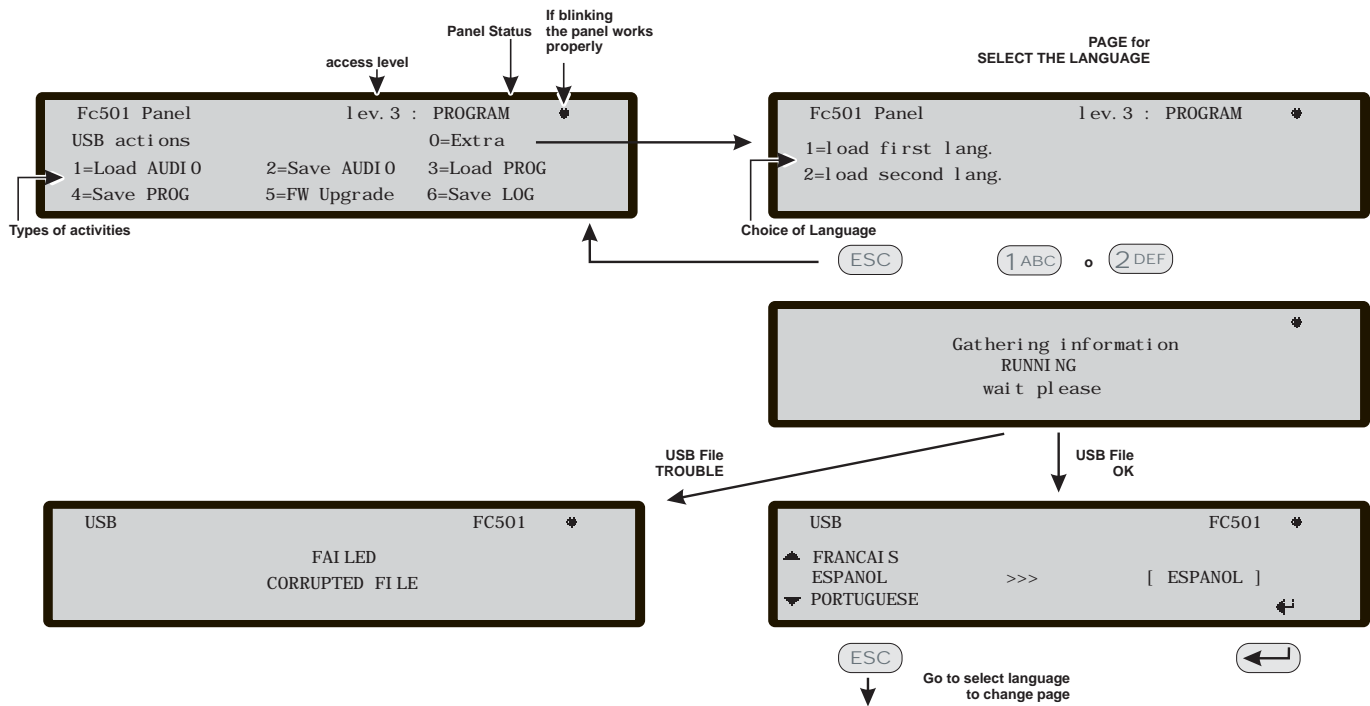 If blinking
the panel works
properly
Panel Status
access level
PAGE for
SELECT THE LANGUAGE
Fc501 Panel lev.3 : PROGRAM
USB actions 0=Extra
1=Load AUDIO 2=Save AUDIO 3=Load PROG
4=Save PROG 5=FW Upgrade 6=Save LOG
Types of activities
Fc501 Panel lev.3 : PROGRAM
1=load first lang.
2=load second lang.
Choice of Language
ESC 1 ABC o 2 DEF
Gathering information
RUNNING
wait please
USB File
TROUBLE
USB File
OK
USB FC501
FAILED
CORRUPTED FILE
USB FC501
FRANCAIS
ESPANOL >>> [ ESPANOL ]
PORTUGUESE
ESC
Go to select language
to change page